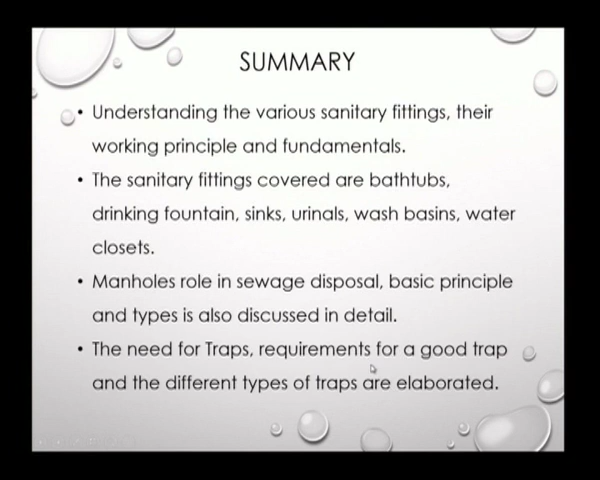 SUMMARY
• Understanding the various sanitary fittings, their
working principle and fundamentals.
• The sanitary fittings covered are bathtubs,
drinking fountain, sinks, urinals, wash basins, water
closets.
• Manholes role in sewage disposal, basic principle
and types is also discussed in detail.
• The need for Traps, requirements for a good trap
and the different types of traps are elaborated.